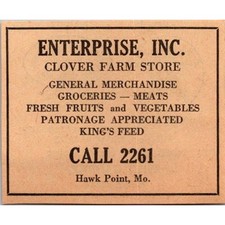 ENTERPRISE, INC.
CLOVER FARM STORE
GENERAL MERCHANDISE
GROCERIES — MEATS
FRESH FRUITS and VEGETABLES
PATRONAGE APPRECIATED
KING'S FEED
CALL 2261
Hawk Point, Mo.